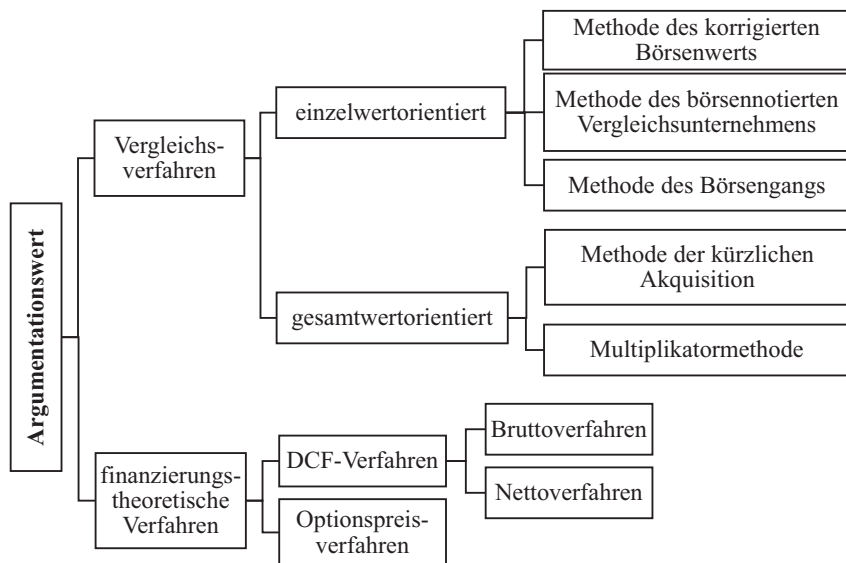 Argumentationswert
Vergleichs-
verfahren
einzelwertorientiert
Methode des korrigierten
Börsenwerts
Methode des börsennotierten
Vergleichsunternehmens
Methode des Börsengangs
gesamtwertorientiert
Methode der kürzlichen
Akquisition
Multiplikatormethode
finanzierungs-
theoretische
Verfahren
DCF-Verfahren
Bruttoverfahren
Nettoverfahren
Optionspreis-
verfahren